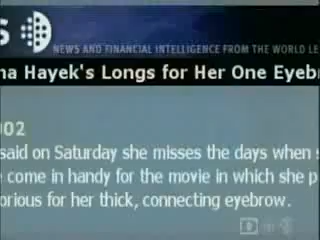 S
NEWS AND FINANCIAL INTELLIGENCE FROM THE WORLD LE
na Hayek's Longs for Her One Eyebr
002
said on Saturday she misses the days when s
come in handy for the movie in which she p
orious for her thick, connecting eyebrow.